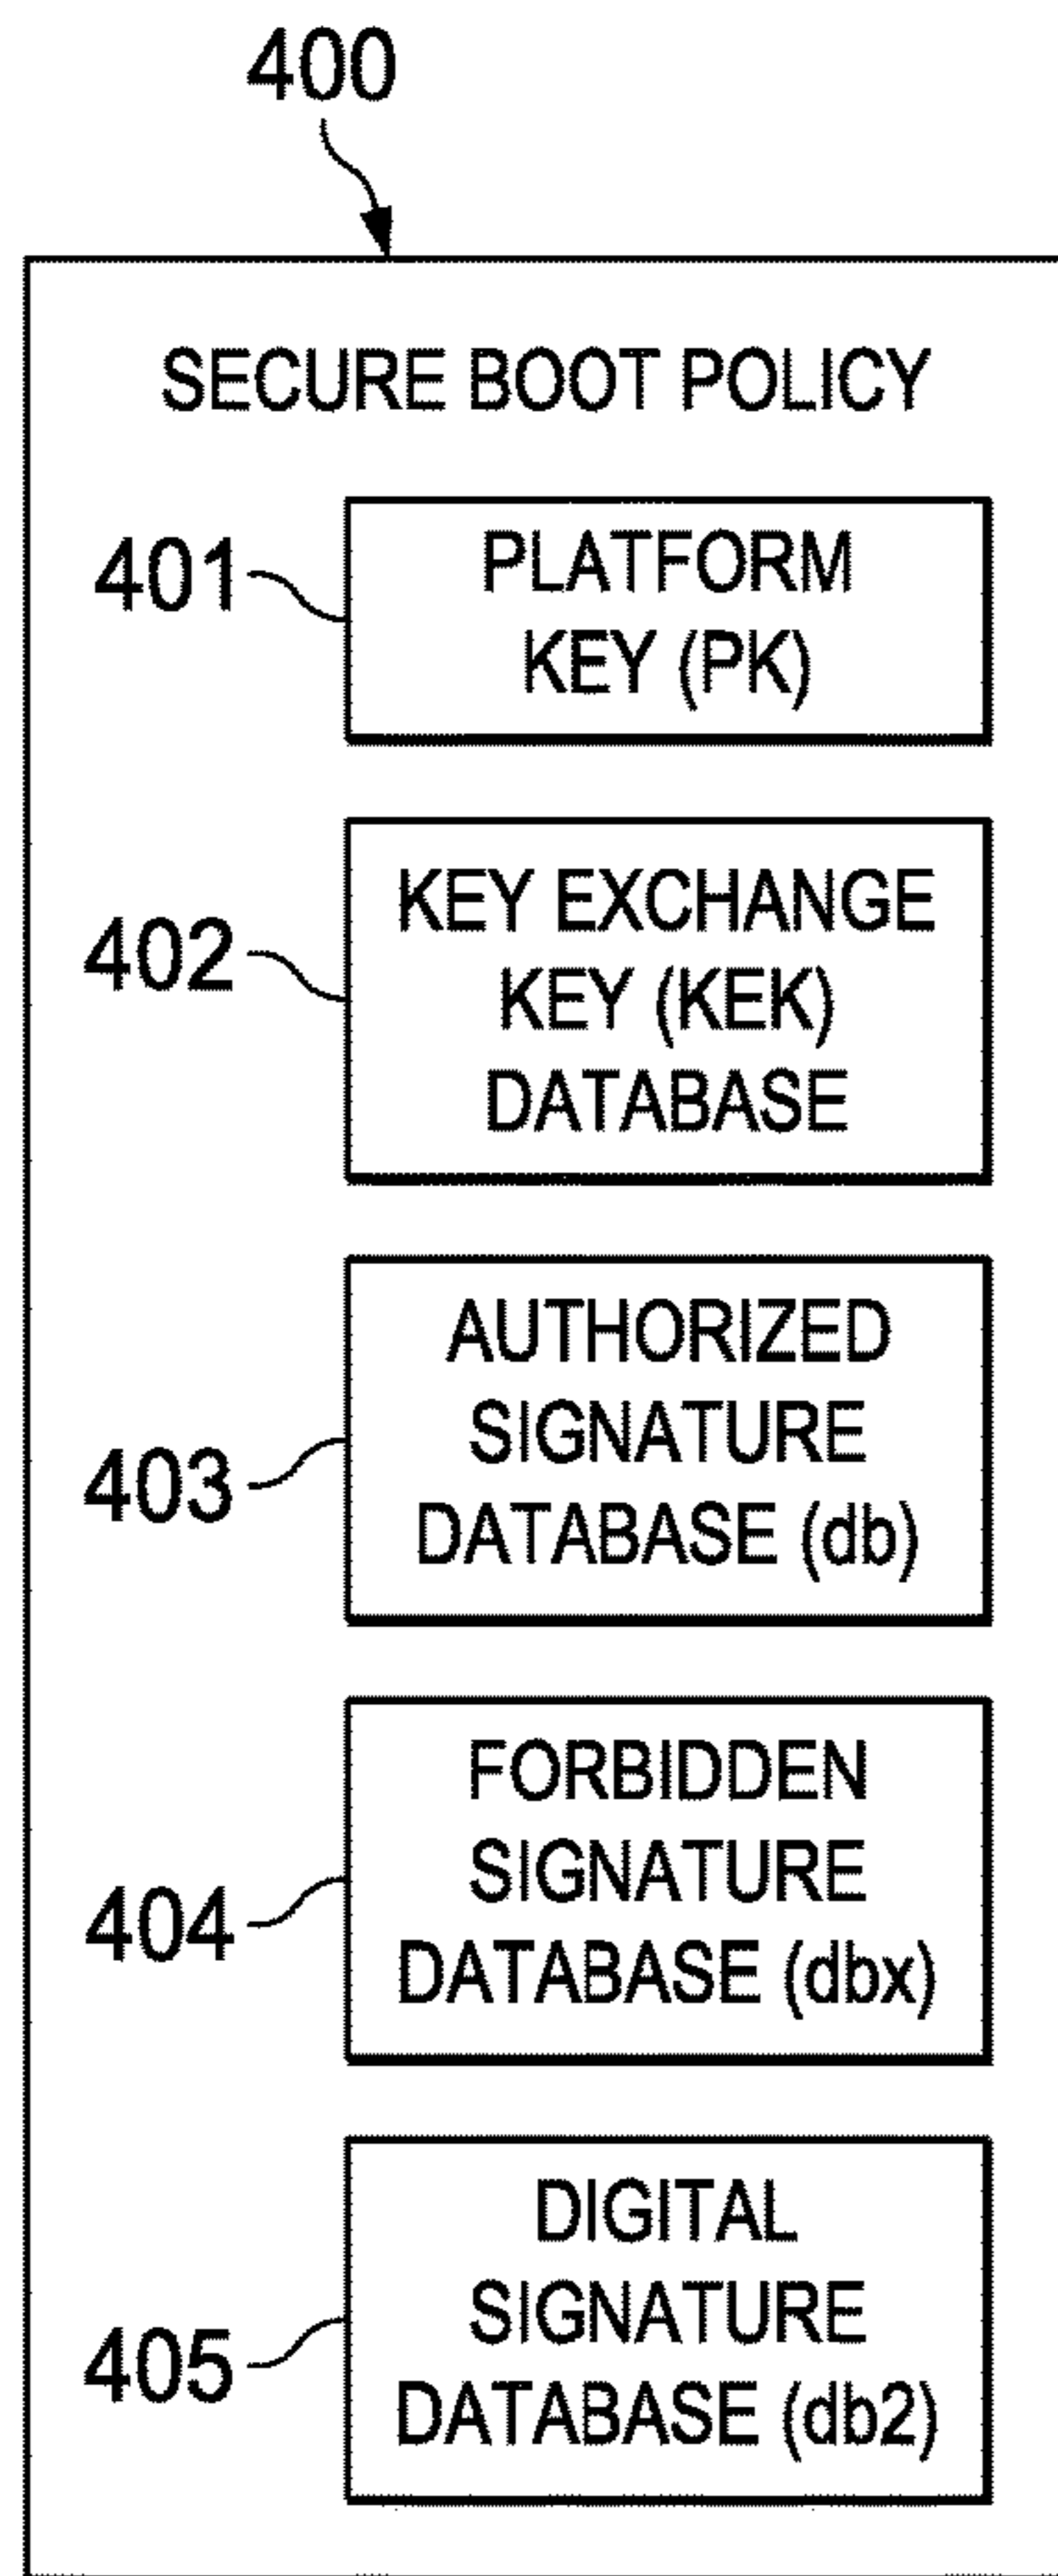 400
SECURE BOOT POLICY
401
PLATFORM
KEY (PK)
402
KEY EXCHANGE
KEY (KEK)
DATABASE
403
AUTHORIZED
SIGNATURE
DATABASE (db)
404
FORBIDDEN
SIGNATURE
DATABASE (dbx)
405
DIGITAL
SIGNATURE
DATABASE (db2)